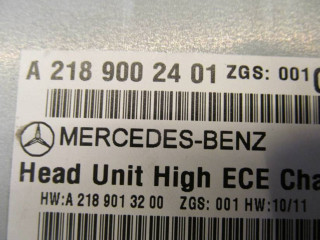 A 218 900 24 01 ZGS: 001
MERCEDES-BENZ
Head Unit High ECE Cha
HW:A 218 901 32 00 ZGS: 001 HW: 10/11